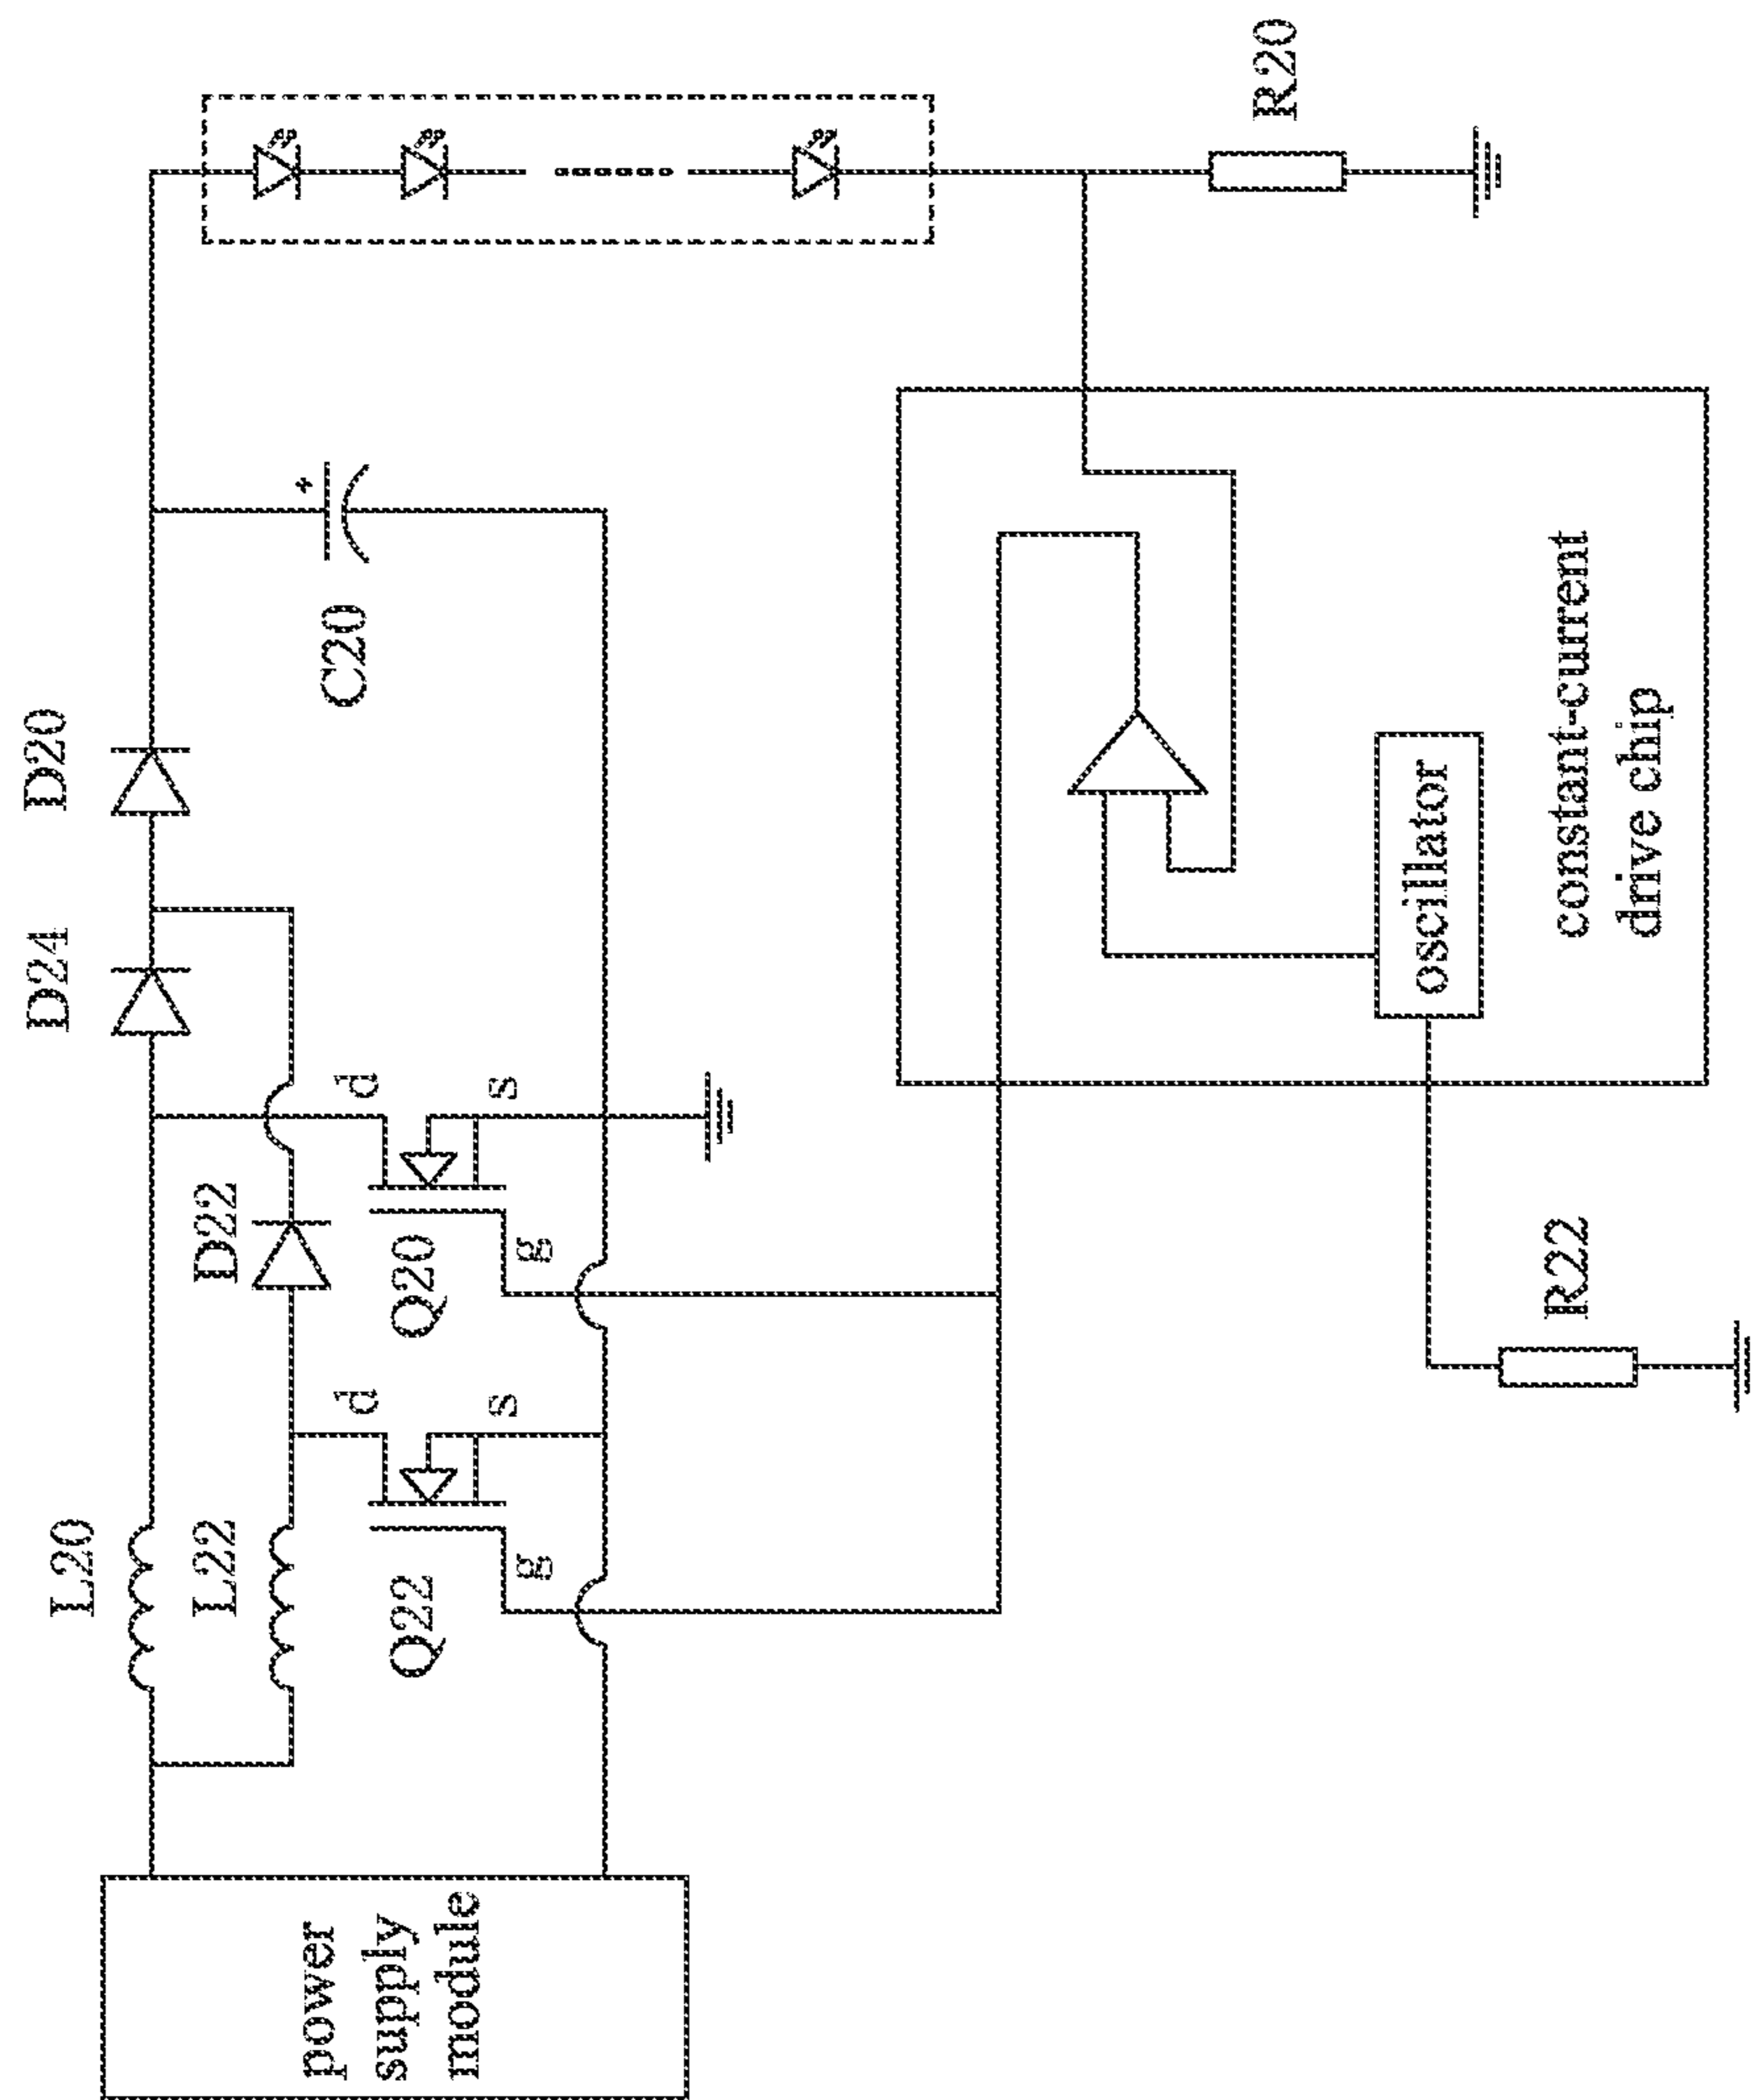 L20
D24
D20
L22
D22
C20
Q22
Q20
d
s
g
d
s
g
power
supply
module
R20
oscillator
constant-current
drive chip
R22